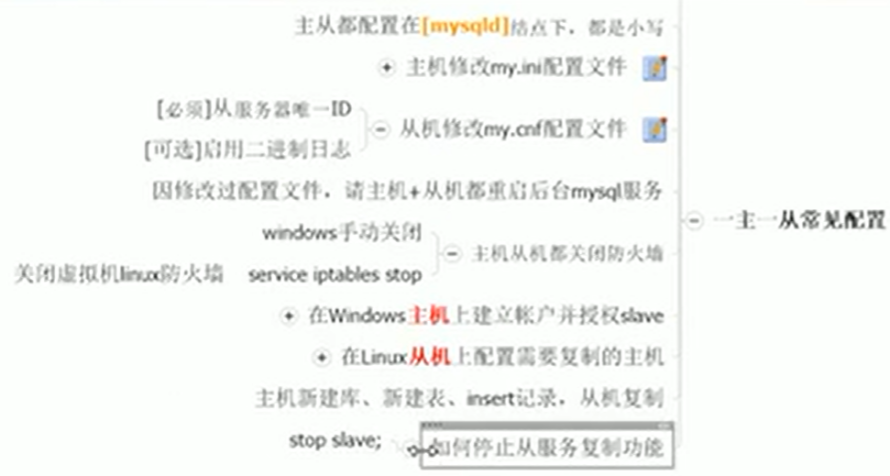 主从都配置在[mysqld]结点下，都是小写
主机修改my.ini配置文件
[必须]从服务器唯一ID
从机修改my.cnf配置文件
[可选]启用二进制日志
因修改过配置文件，请主机+从机都重启后台mysql服务
一主一从常见配置
windows手动关闭
主机从机都关闭防火墙
关闭虚拟机linux防火墙 service iptables stop
在Windows主机上建立帐户并授权slave
在Linux从机上配置需要复制的主机
主机新建库、新建表、insert记录，从机复制
stop slave;
如何停止从服务复制功能